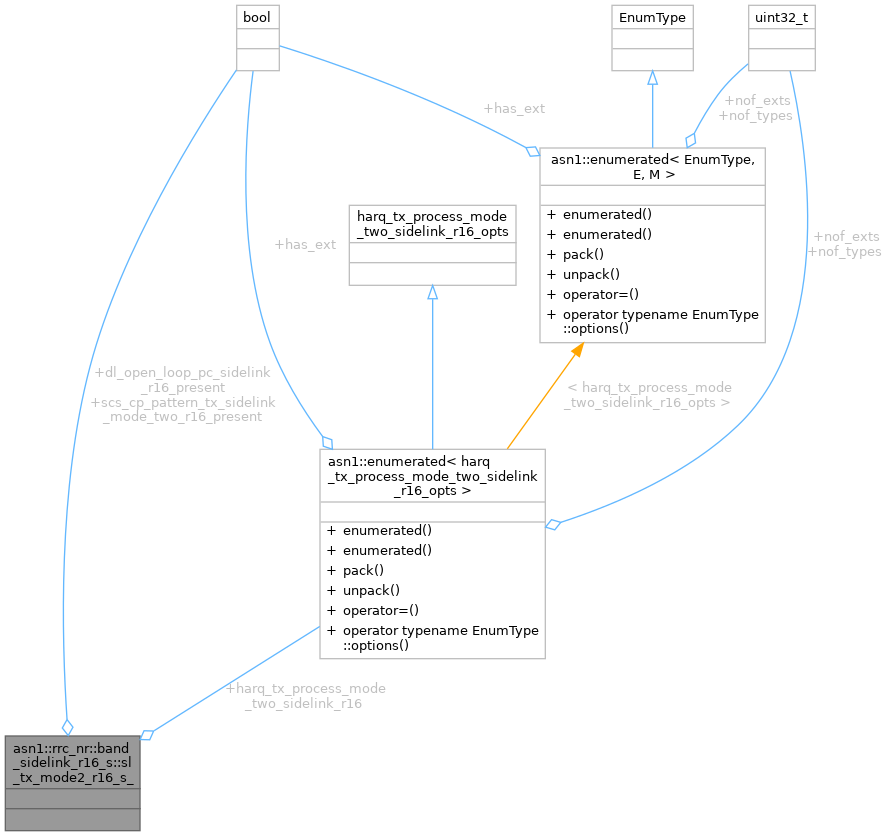 bool
EnumType
uint32_t
+has_ext
+nof_exts
+nof_types
asn1::enumerated< EnumType,
E, M >
+ enumerated()
+ enumerated()
+ pack()
+ unpack()
+ operator=()
+ operator typename EnumType
::options()
harq_tx_process_mode
_two_sidelink_r16_opts
+has_ext
+nof_exts
+nof_types
+dl_open_loop_pc_sidelink
_r16_present
+scs_cp_pattern_tx_sidelink
_mode_two_r16_present
< harq_tx_process_mode
_two_sidelink_r16_opts >
asn1::enumerated< harq
_tx_process_mode_two_sidelink
_r16_opts >
+ enumerated()
+ enumerated()
+ pack()
+ unpack()
+ operator=()
+ operator typename EnumType
::options()
+harq_tx_process_mode
_two_sidelink_r16
asn1::rrc_nr::band
_sidelink_r16_s::sl
_tx_mode2_r16_s_